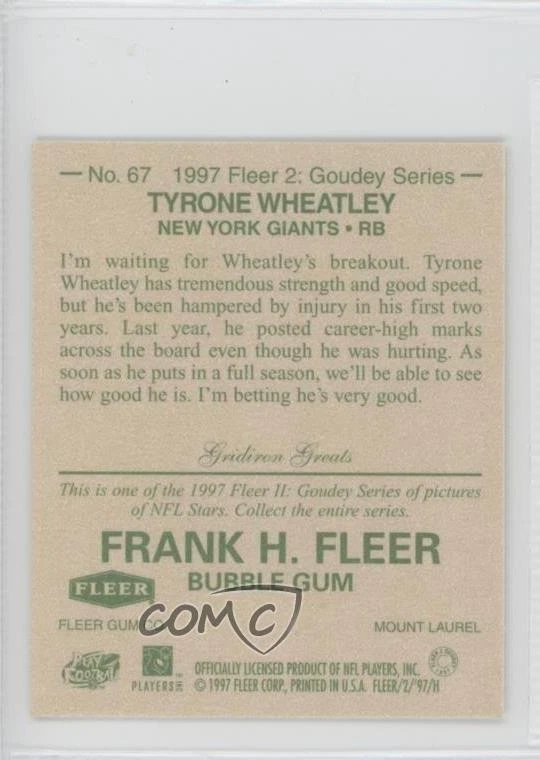 — No. 67 1997 Fleer 2: Goudey Series —
TYRONE WHEATLEY
NEW YORK GIANTS • RB
I'm waiting for Wheatley's breakout. Tyrone
Wheatley has tremendous strength and good speed,
but he's been hampered by injury in his first two
years. Last year, he posted career-high marks
across the board even though he was hurting. As
soon as he puts in a full season, we'll be able to see
how good he is. I'm betting he's very good.
Gridiron Greats
This is one of the 1997 Fleer II: Goudey Series of pictures
of NFL Stars. Collect the entire series.
FRANK H. FLEER
BUBBLE GUM
FLEER
COMC
FLEER GUM CO. MOUNT LAUREL
PLAY FOOTBALL
PLAYERS INC
OFFICIALLY LICENSED PRODUCT OF NFL PLAYERS, INC.
© 1997 FLEER CORP., PRINTED IN U.S.A. FLEER/2/'97/H